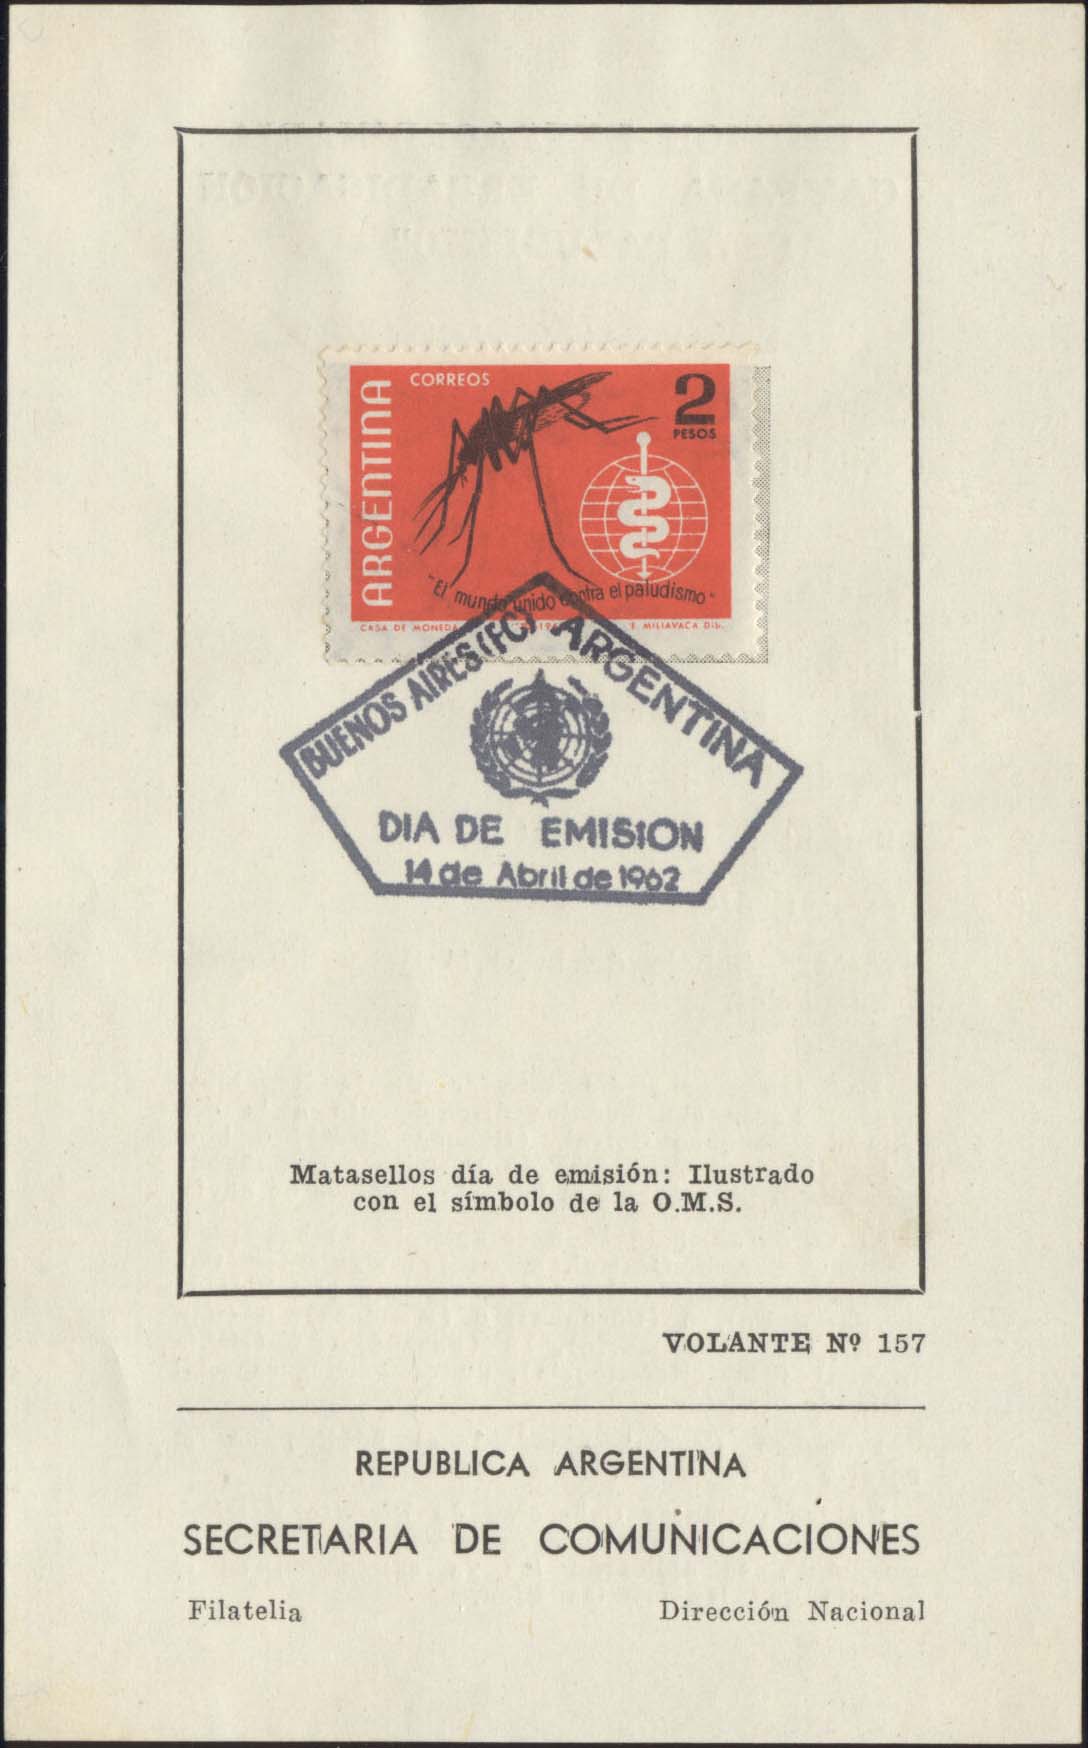 ARGENTINA
CORREOS
2
PESOS
"El mundo unido contra el paludismo"
CASA DE MONEDA
E. MILIAVACA DIB.
BUENOS AIRES (FC) ARGENTINA
DIA DE EMISION
14 de Abril de 1962
Matasellos día de emisión: Ilustrado
con el símbolo de la O.M.S.
VOLANTE Nº 157
REPUBLICA ARGENTINA
SECRETARIA DE COMUNICACIONES
Filatelia Dirección Nacional